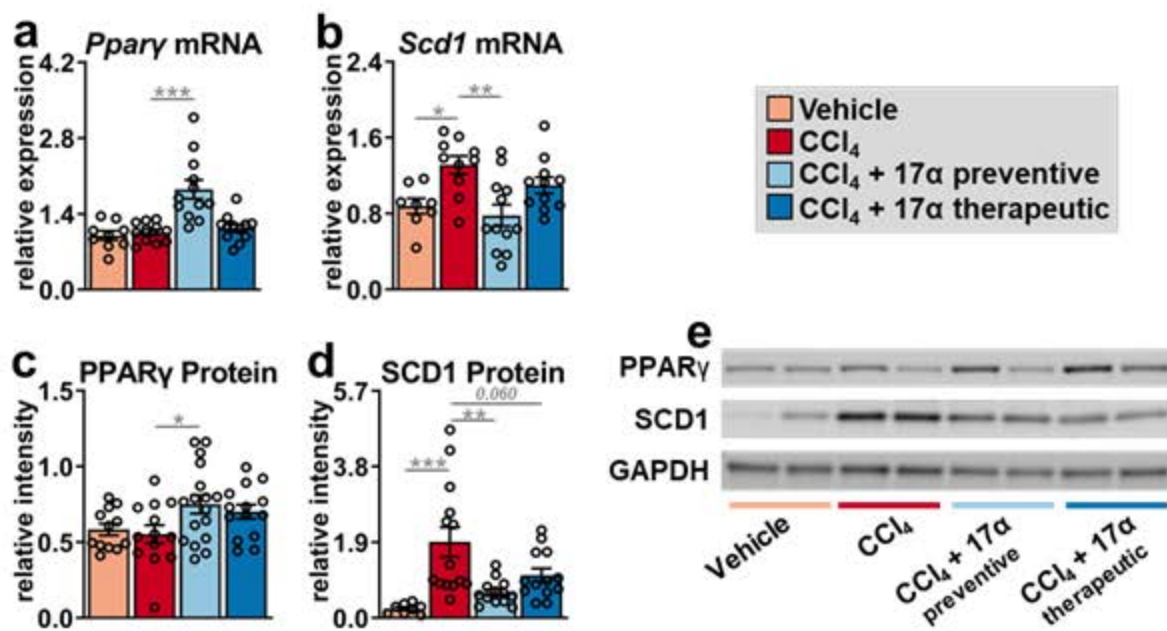 a
Pparγ mRNA
relative expression
4.2
2.8
1.4
0.0
***
b
Scd1 mRNA
relative expression
2.4
1.6
0.8
0.0
*
**
Vehicle
CCl₄
CCl₄ + 17α preventive
CCl₄ + 17α therapeutic
c
PPARγ Protein
relative intensity
1.5
1.0
0.5
0.0
*
d
SCD1 Protein
relative intensity
5.7
3.8
1.9
0.0
0.060
**
***
e
PPARγ
SCD1
GAPDH
Vehicle
CCl₄
CCl₄ + 17α
preventive
CCl₄ + 17α
therapeutic